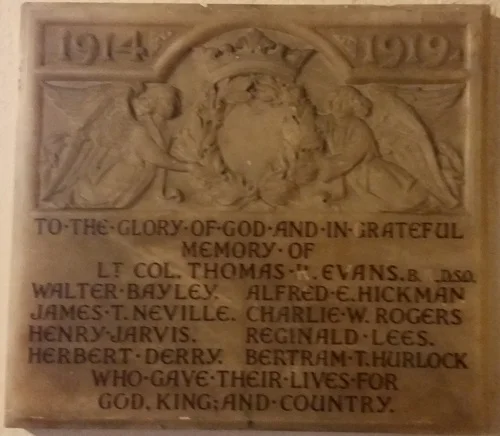 1914 1919
TO·THE·GLORY·OF·GOD·AND·IN·GRATEFUL
MEMORY·OF
LT COL. THOMAS· EVANS. D.S.O.
WALTER·BAYLEY. ALFRED·E.HICKMAN
JAMES·T.NEVILLE. CHARLIE·W.ROGERS
HENRY·JARVIS. REGINALD·LEES.
HERBERT·DERRY. BERTRAM·T.HURLOCK
WHO·GAVE·THEIR·LIVES·FOR
GOD, KING; AND·COUNTRY.